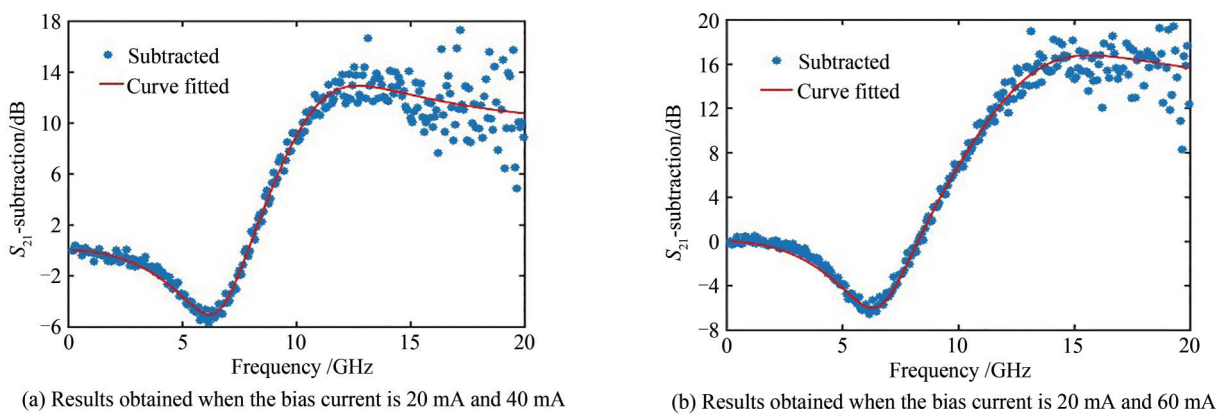 18
14
10
6
2
−2
−6
S21-subtraction/dB
Subtracted
Curve fitted
0
5
10
15
20
Frequency /GHz
(a) Results obtained when the bias current is 20 mA and 40 mA
20
16
12
8
4
0
−4
−8
S21-subtraction/dB
Subtracted
Curve fitted
0
5
10
15
20
Frequency /GHz
(b) Results obtained when the bias current is 20 mA and 60 mA